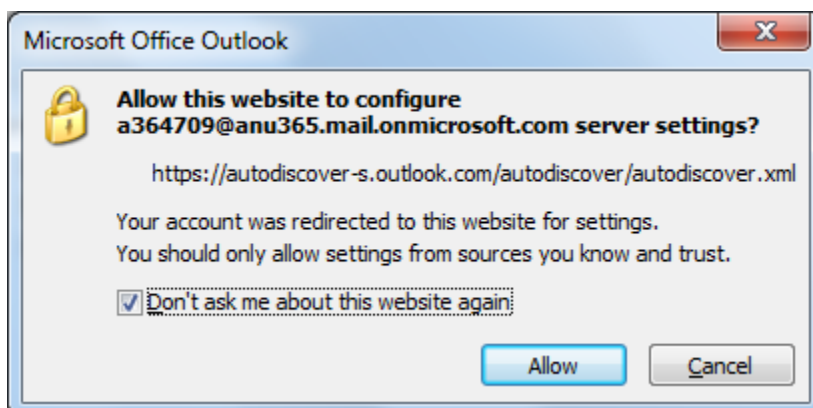 Microsoft Office Outlook
Allow this website to configure
a364709@anu365.mail.onmicrosoft.com server settings?
https://autodiscover-s.outlook.com/autodiscover/autodiscover.xml
Your account was redirected to this website for settings.
You should only allow settings from sources you know and trust.
Don't ask me about this website again
Allow
Cancel